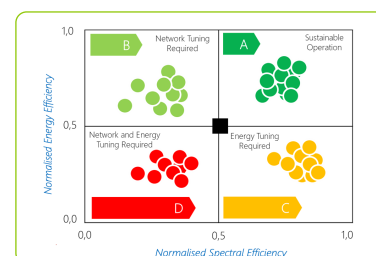 1,0
B
Network Tuning
Required
A
Sustainable
Operation
Normalised Energy Efficiency
0,5
Network and Energy
Tuning Required
Energy Tuning
Required
D
C
0,0
0,0
0,5
1,0
Normalised Spectral Efficiency